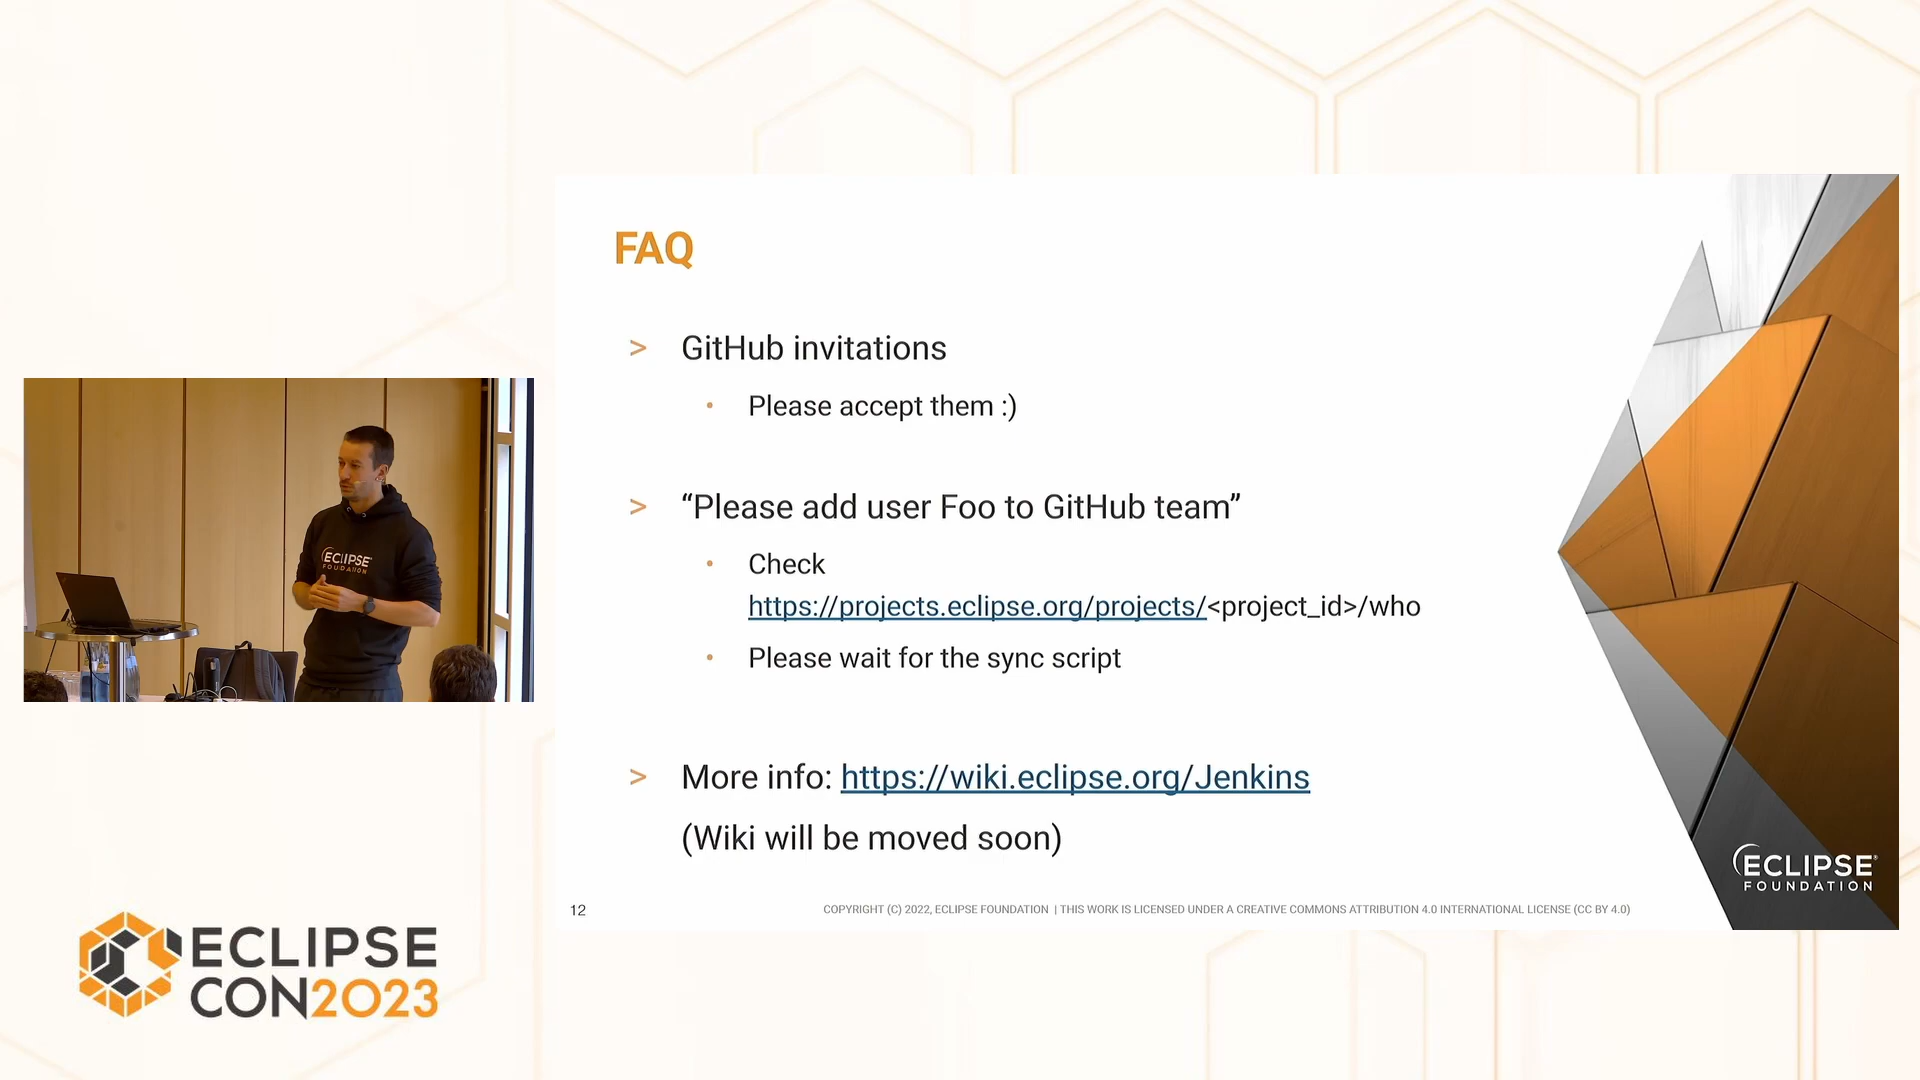 FAQ
> GitHub invitations
• Please accept them :)
> “Please add user Foo to GitHub team”
• Check
https://projects.eclipse.org/projects/<project_id>/who
• Please wait for the sync script
> More info: https://wiki.eclipse.org/Jenkins
(Wiki will be moved soon)
12
COPYRIGHT (C) 2022, ECLIPSE FOUNDATION | THIS WORK IS LICENSED UNDER A CREATIVE COMMONS ATTRIBUTION 4.0 INTERNATIONAL LICENSE (CC BY 4.0)
ECLIPSE®
FOUNDATION
ECLIPSE
FOUNDATION
ECLIPSE
CON2023